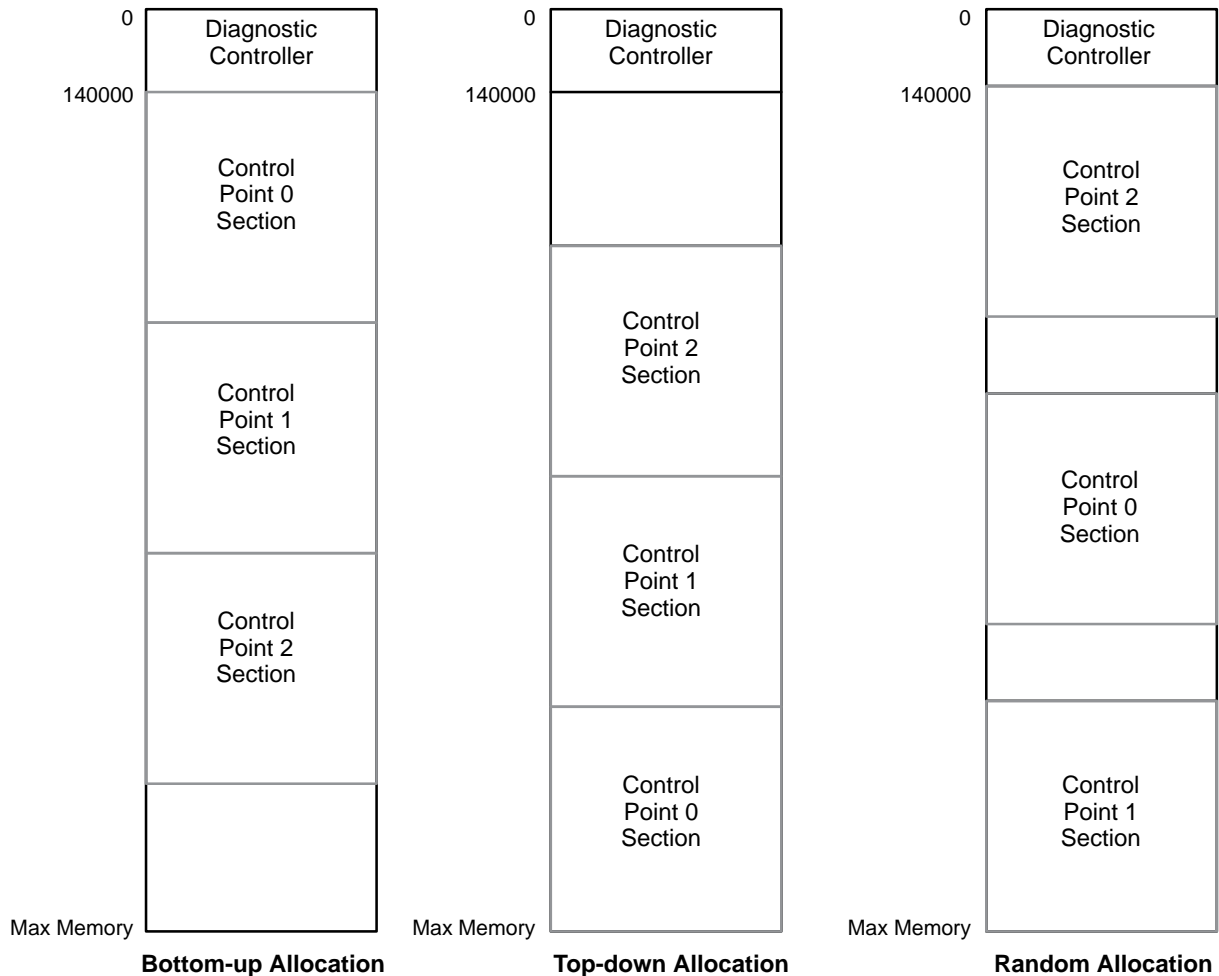 0
Diagnostic
Controller
140000
Control
Point 0
Section
Control
Point 1
Section
Control
Point 2
Section
Max Memory
Bottom-up Allocation
0
Diagnostic
Controller
140000
Control
Point 2
Section
Control
Point 1
Section
Control
Point 0
Section
Max Memory
Top-down Allocation
0
Diagnostic
Controller
140000
Control
Point 2
Section
Control
Point 0
Section
Control
Point 1
Section
Max Memory
Random Allocation